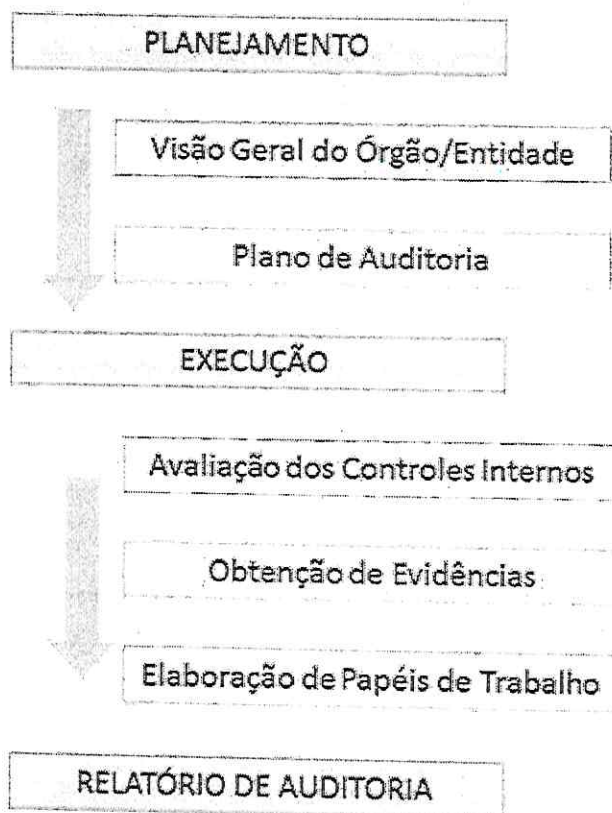 PLANEJAMENTO
Visão Geral do Órgão/Entidade
Plano de Auditoria
EXECUÇÃO
Avaliação dos Controles Internos
Obtenção de Evidências
Elaboração de Papéis de Trabalho
RELATÓRIO DE AUDITORIA